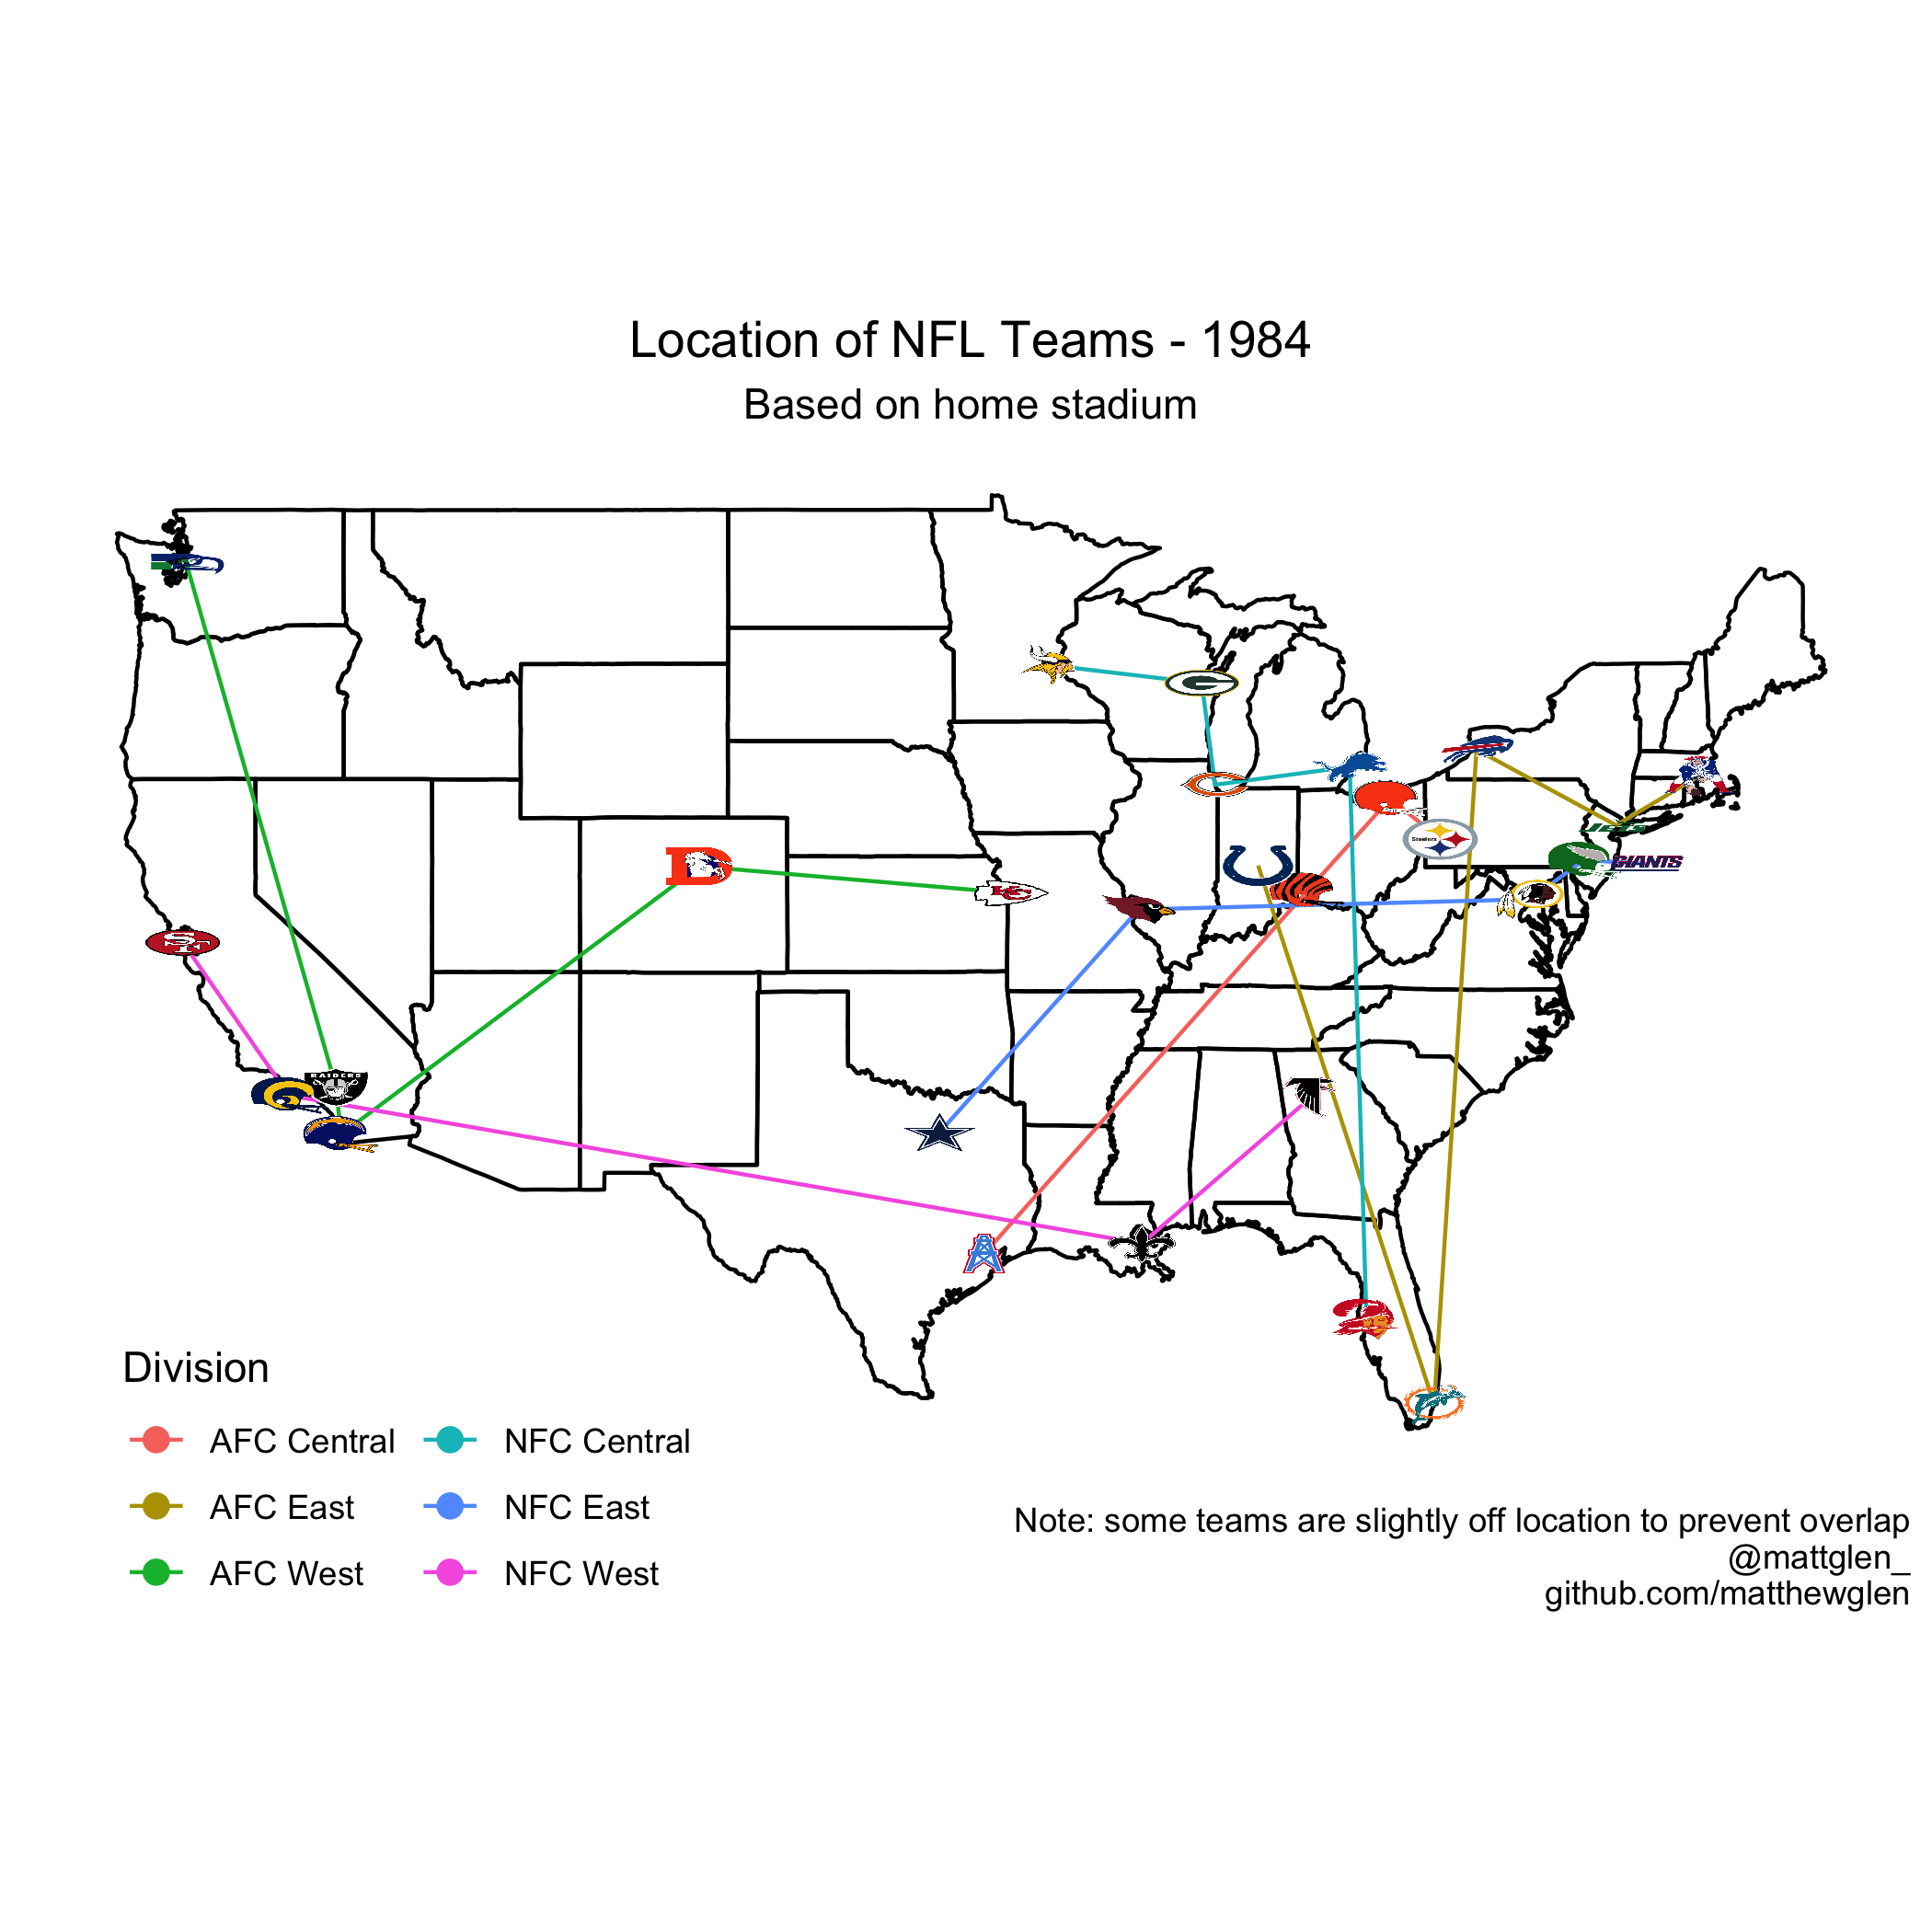 Location of NFL Teams - 1984
Based on home stadium
SF
D
KC
RAIDERS
G
C
Steelers
JETS
GIANTS
Division
AFC Central
NFC Central
AFC East
NFC East
AFC West
NFC West
Note: some teams are slightly off location to prevent overlap
@mattglen_
github.com/matthewglen